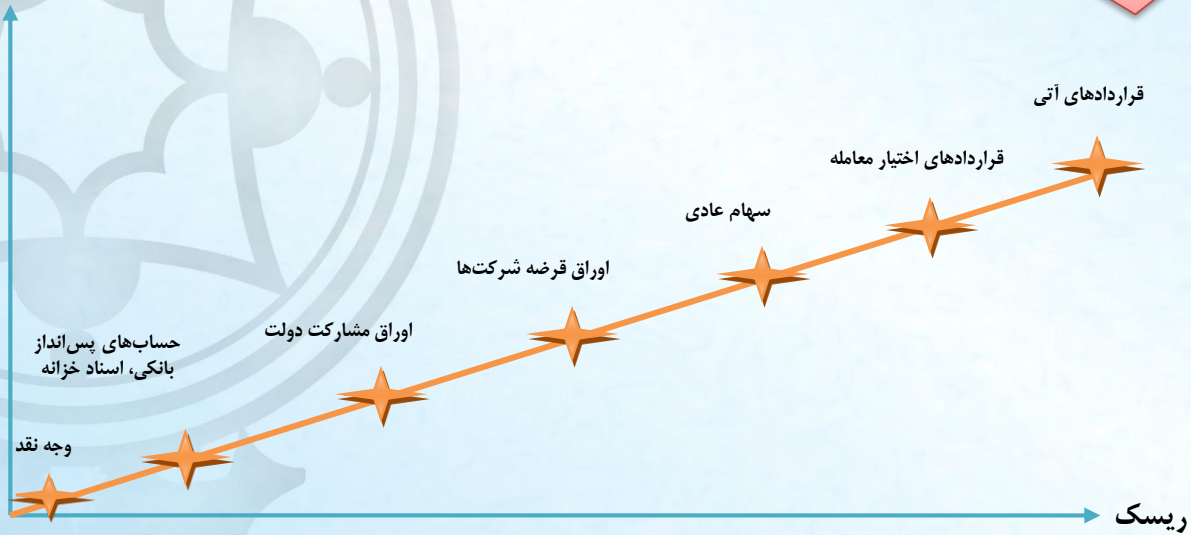 قراردادهای آتی
قراردادهای اختیار معامله
سهام عادی
اوراق قرضه شرکت‌ها
اوراق مشارکت دولت
حساب‌های پس‌انداز
بانکی، اسناد خزانه
وجه نقد
ریسک